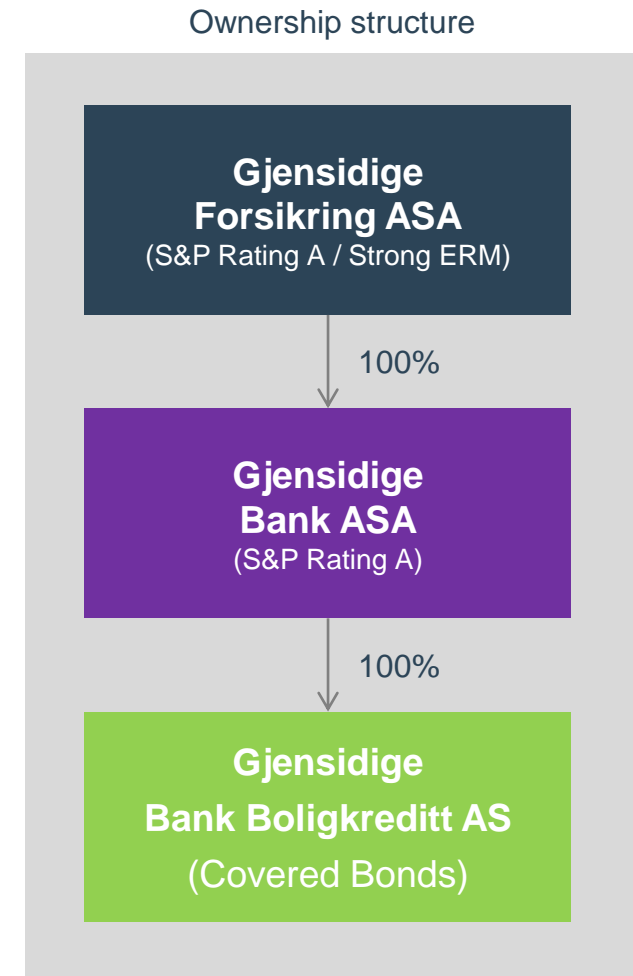 Ownership structure
Gjensidige
Forsikring ASA
(S&P Rating A / Strong ERM)
100%
Gjensidige
Bank ASA
(S&P Rating A)
100%
Gjensidige
Bank Boligkreditt AS
(Covered Bonds)